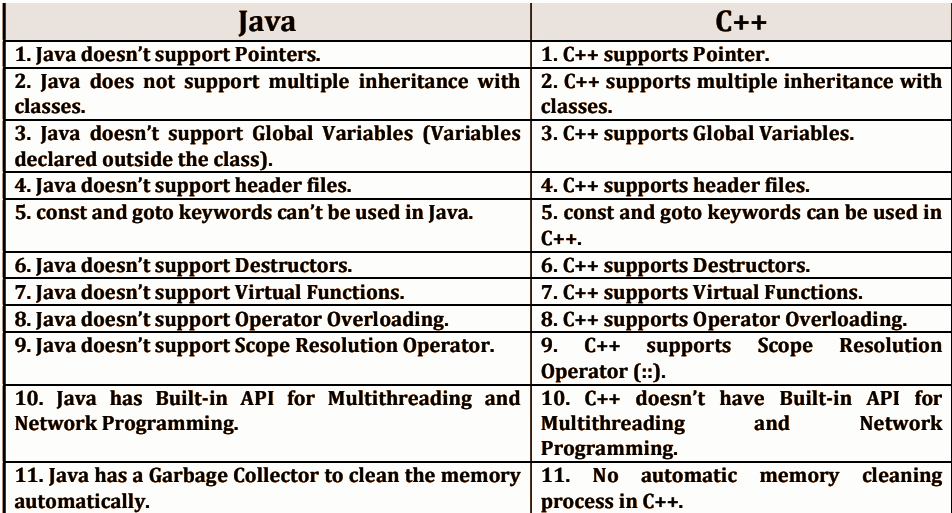 Java
C++
1. Java doesn’t support Pointers.
1. C++ supports Pointer.
2. Java does not support multiple inheritance with
classes.
2. C++ supports multiple inheritance with
classes.
3. Java doesn’t support Global Variables (Variables
declared outside the class).
3. C++ supports Global Variables.
4. Java doesn’t support header files.
4. C++ supports header files.
5. const and goto keywords can’t be used in Java.
5. const and goto keywords can be used in
C++.
6. Java doesn’t support Destructors.
6. C++ supports Destructors.
7. Java doesn’t support Virtual Functions.
7. C++ supports Virtual Functions.
8. Java doesn’t support Operator Overloading.
8. C++ supports Operator Overloading.
9. Java doesn’t support Scope Resolution Operator.
9. C++ supports Scope Resolution
Operator (::).
10. Java has Built-in API for Multithreading and
Network Programming.
10. C++ doesn’t have Built-in API for
Multithreading and Network
Programming.
11. Java has a Garbage Collector to clean the memory
automatically.
11. No automatic memory cleaning
process in C++.